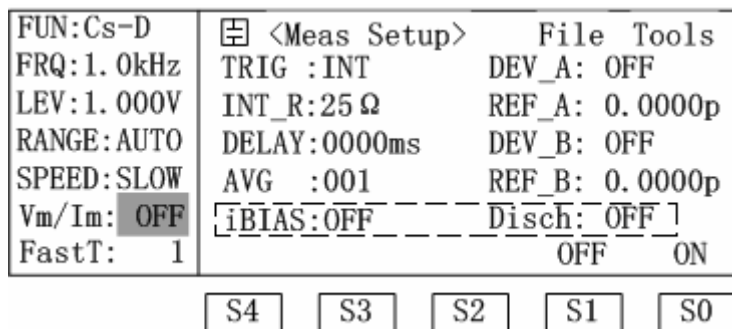 FUN:Cs-D
FRQ:1.0kHz
LEV:1.000V
RANGE:AUTO
SPEED:SLOW
Vm/Im: OFF
FastT: 1
<Meas Setup> File Tools
TRIG :INT DEV_A: OFF
INT_R:25Ω REF_A: 0.0000p
DELAY:0000ms DEV_B: OFF
AVG :001 REF_B: 0.0000p
iBIAS:OFF Disch: OFF
OFF ON
S4 S3 S2 S1 S0